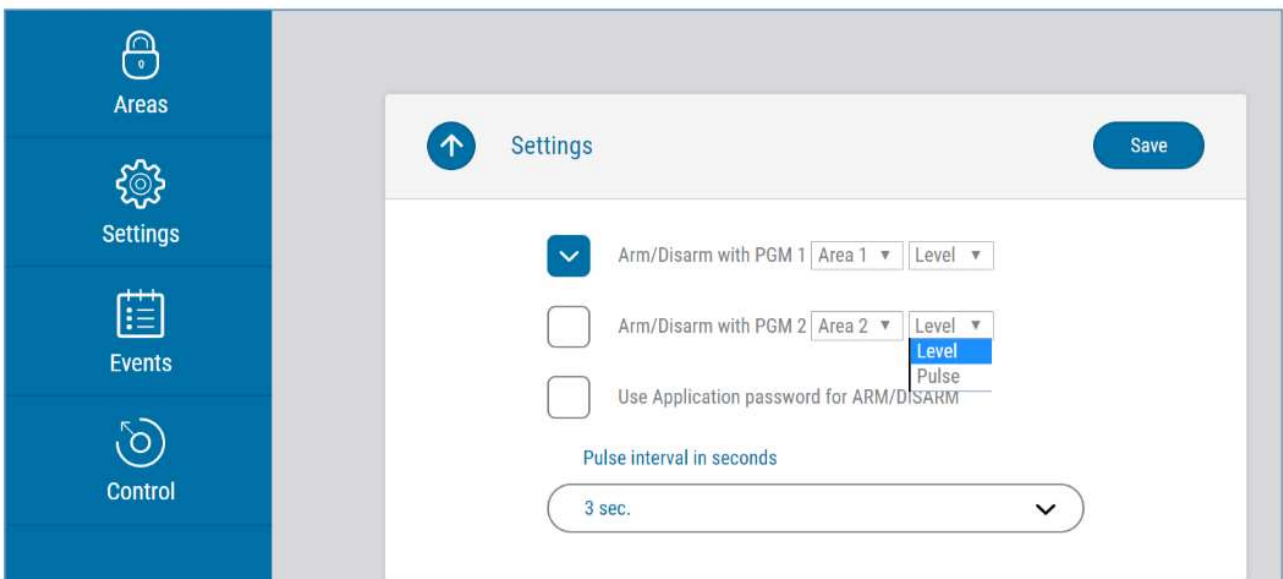 Areas
Settings
Events
Control
Settings
Save
Arm/Disarm with PGM 1 Area 1 Level
Arm/Disarm with PGM 2 Area 2 Level
Level
Pulse
Use Application password for ARM/DISARM
Pulse interval in seconds
3 sec.